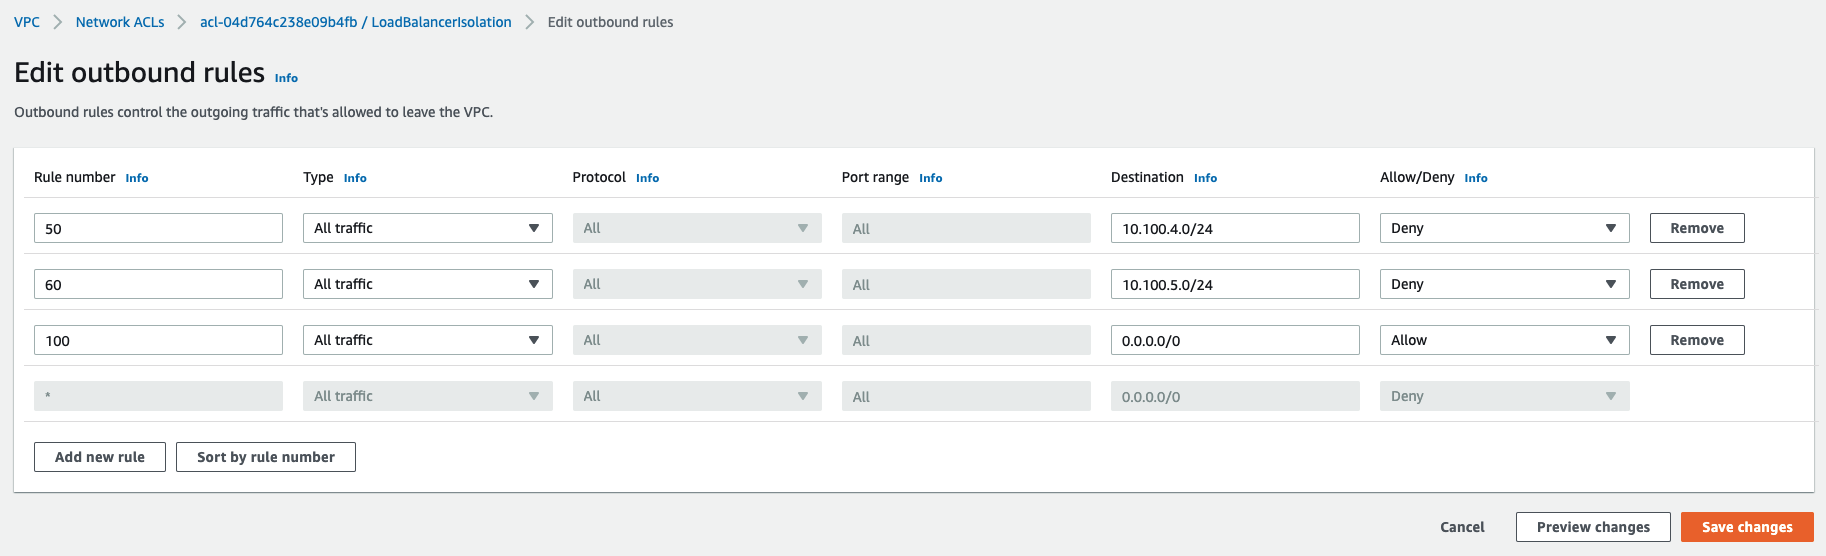 VPC > Network ACLs > acl-04d764c238e09b4fb / LoadBalancerIsolation > Edit outbound rules
Edit outbound rules Info
Outbound rules control the outgoing traffic that's allowed to leave the VPC.
Rule number Info Type Info Protocol Info Port range Info Destination Info Allow/Deny Info
50 All traffic All All 10.100.4.0/24 Deny Remove
60 All traffic All All 10.100.5.0/24 Deny Remove
100 All traffic All All 0.0.0.0/0 Allow Remove
* All traffic All All 0.0.0.0/0 Deny
Add new rule Sort by rule number
Cancel Preview changes Save changes